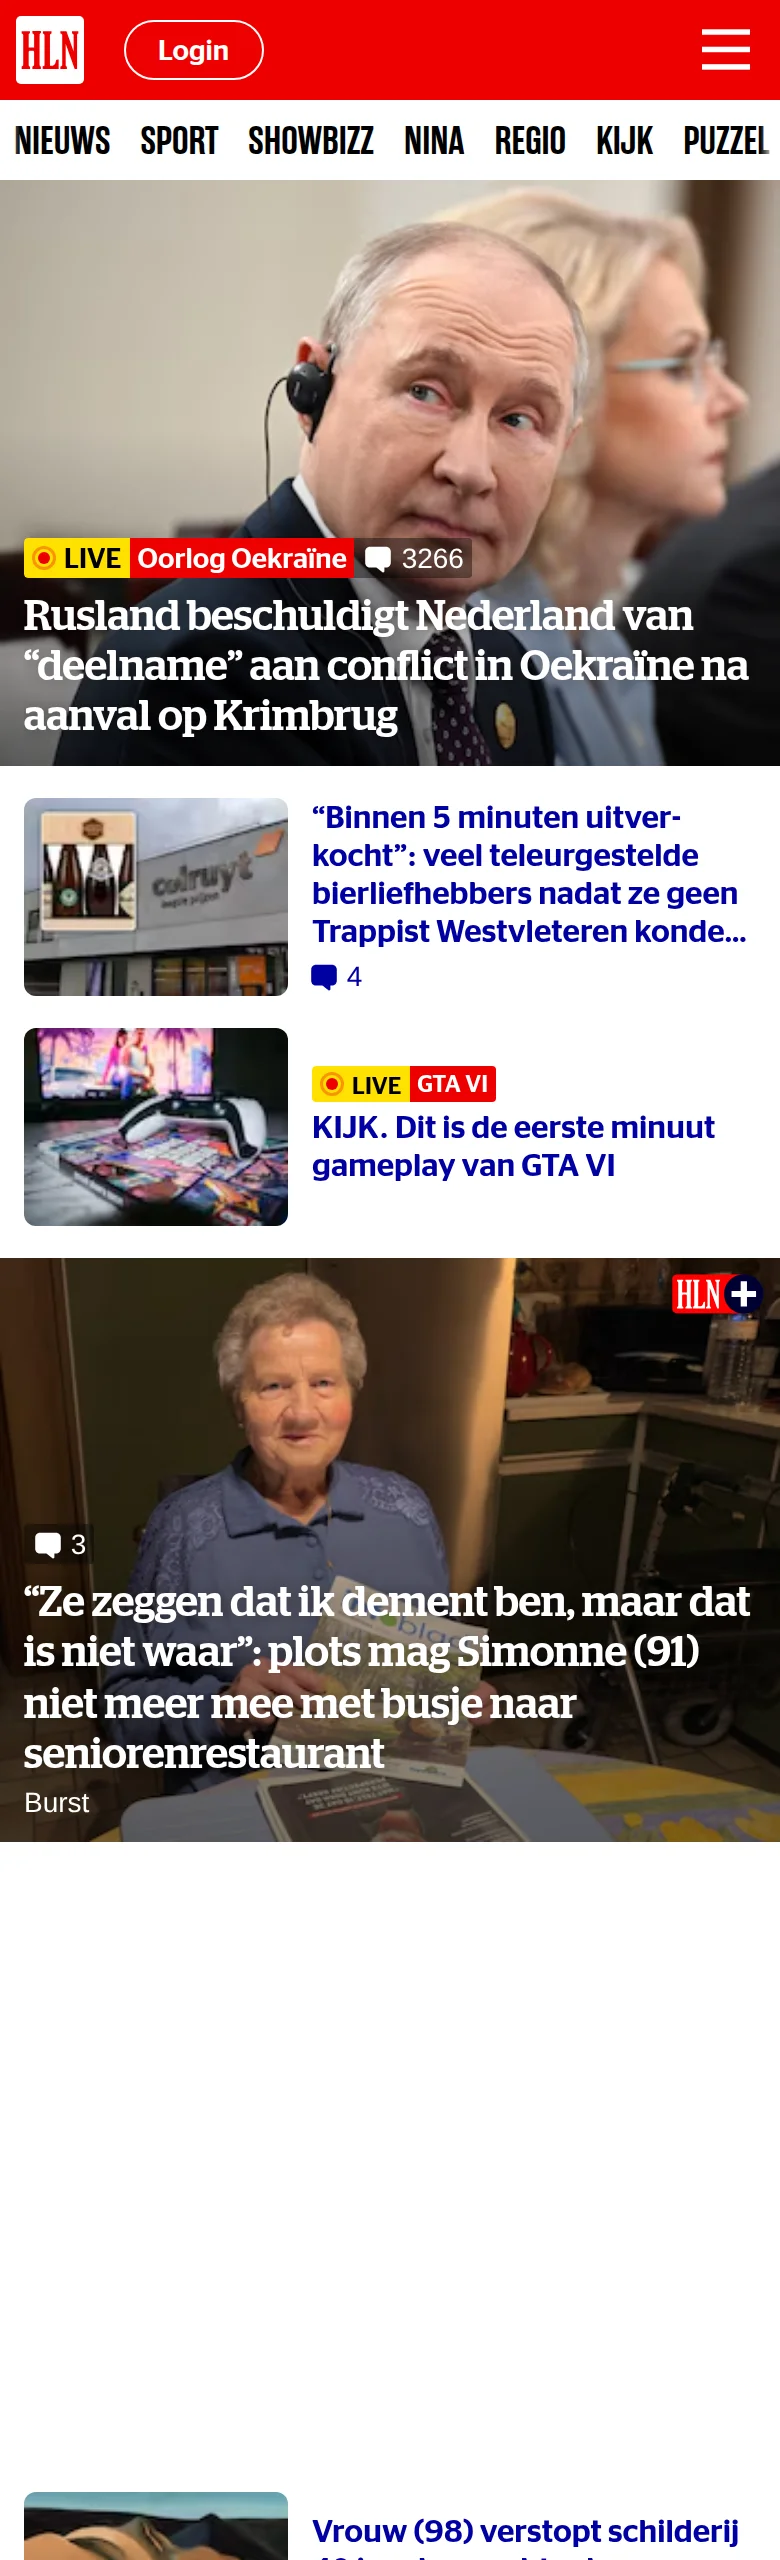 HLN
Login
NIEUWS SPORT SHOWBIZZ NINA REGIO KIJK PUZZEL
LIVE Oorlog Oekraïne 3266
Rusland beschuldigt Nederland van
“deelname” aan conflict in Oekraïne na
aanval op Krimbrug
colruyt
“Binnen 5 minuten uitver-
kocht”: veel teleurgestelde
bierliefhebbers nadat ze geen
Trappist Westvleteren konde...
4
LIVE GTA VI
KIJK. Dit is de eerste minuut
gameplay van GTA VI
HLN+
3
“Ze zeggen dat ik dement ben, maar dat
is niet waar”: plots mag Simonne (91)
niet meer mee met busje naar
seniorenrestaurant
Burst
Vrouw (98) verstopt schilderij